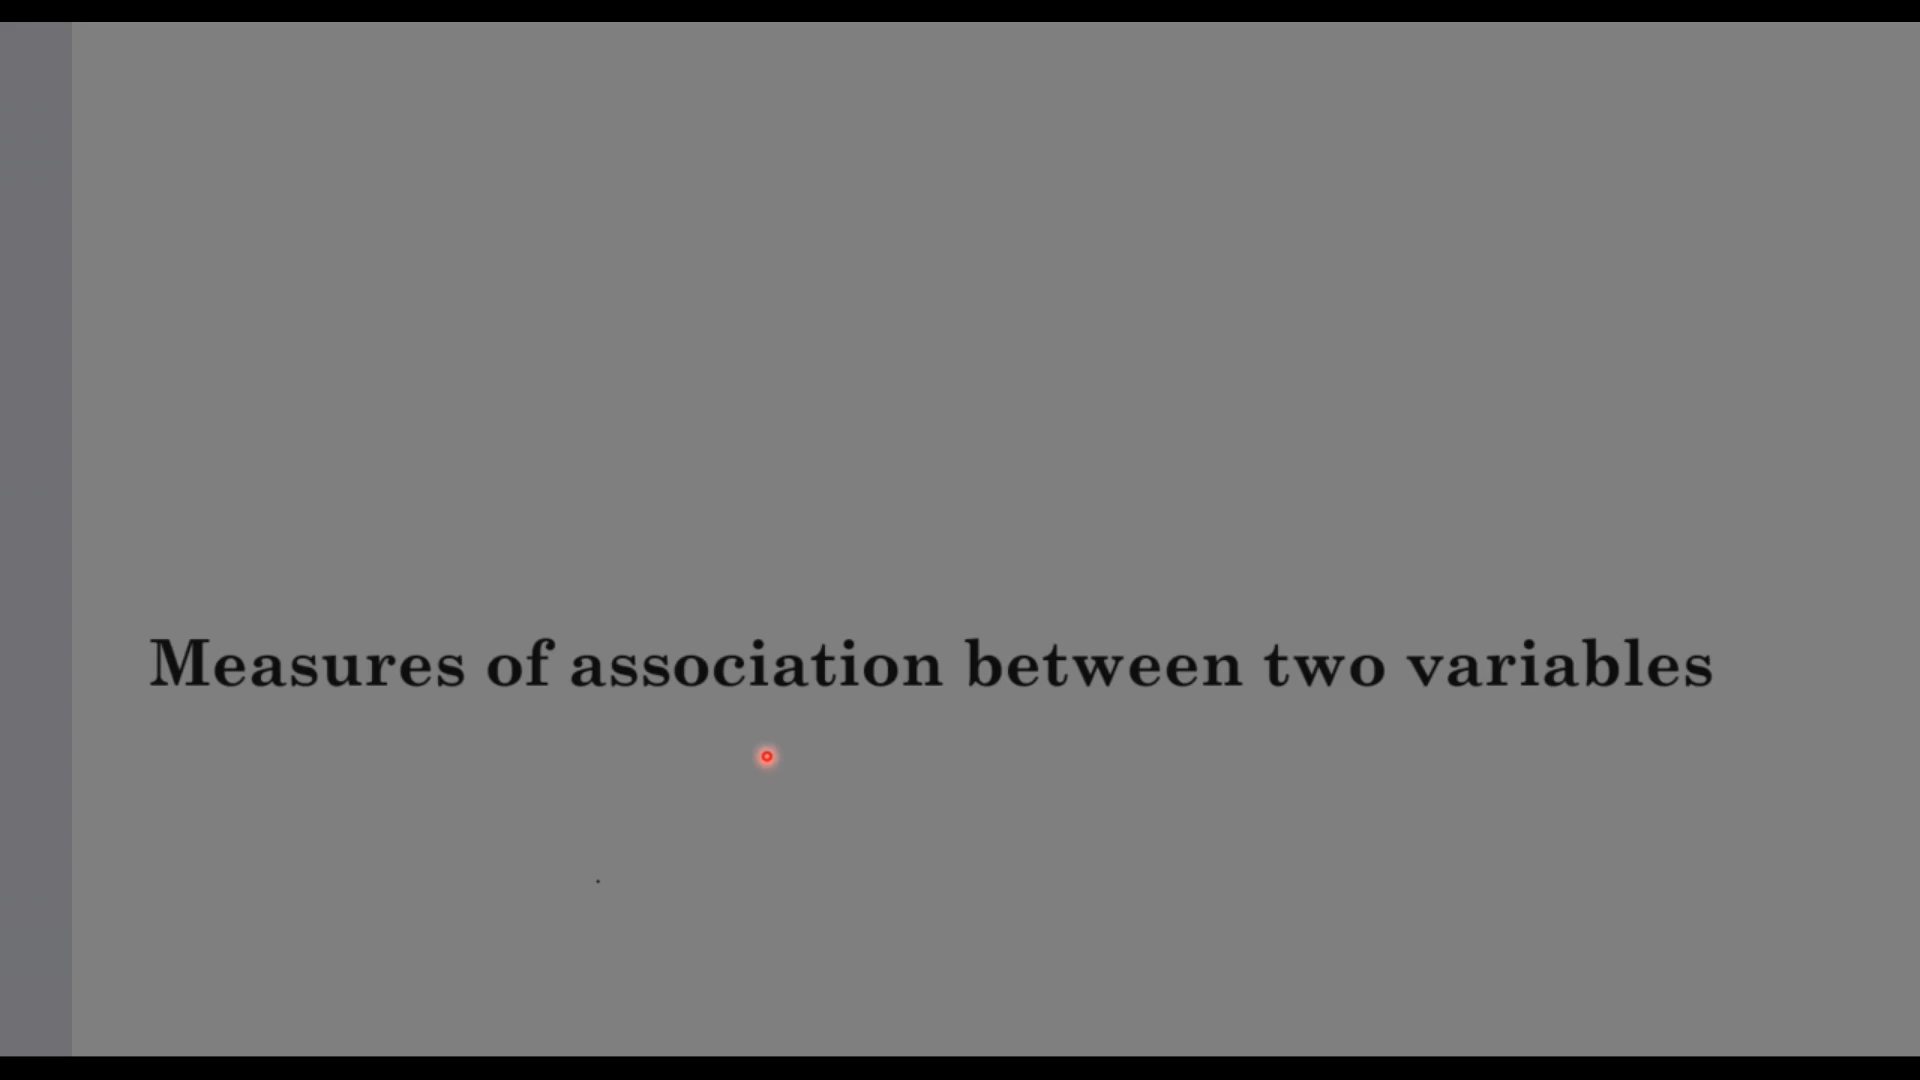 Measures of association between two variables